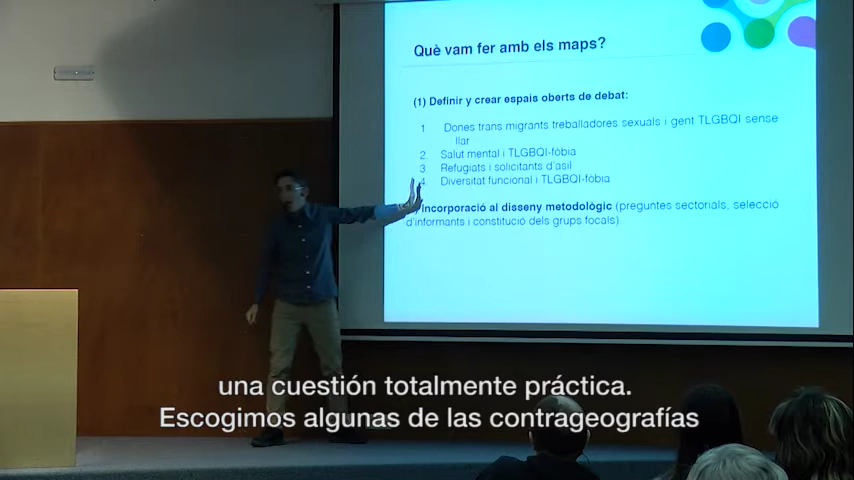 Què vam fer amb els maps?
(1) Definir y crear espais oberts de debat:
1 Dones trans migrants treballadores sexuals i gent TLGBQI sense
llar
2. Salut mental i TLGBQI-fòbia
3. Refugiats i solicitants d'asil
4. Diversitat funcional i TLGBQI-fòbia
Incorporació al disseny metodològic (preguntes sectorials, selecció
d'informants i constitució dels grups focals).
una cuestión totalmente práctica.
Escogimos algunas de las contrageografías